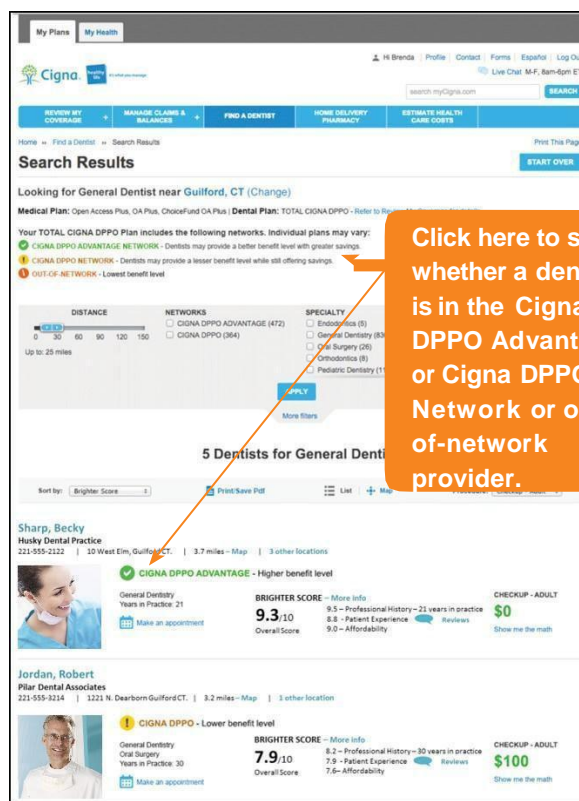 My Plans My Health
Hi Brenda Profile Contact Forms Español Log Ou
Cigna. healthy life
Live Chat M-F, 8am-6pm E
search myCigna.com SEARCH
REVIEW MY COVERAGE + MANAGE CLAIMS & BALANCES + FIND A DENTIST HOME DELIVERY PHARMACY ESTIMATE HEALTH CARE COSTS
Home » Find a Dentist » Search Results Print This Pag
Search Results START OVER
Looking for General Dentist near Guilford, CT (Change)
Medical Plan: Open Access Plus, OA Plus, ChoiceFund OA Plus | Dental Plan: TOTAL CIGNA DPPO - Refer to
Your TOTAL CIGNA DPPO Plan includes the following networks. Individual plans may vary:
CIGNA DPPO ADVANTAGE NETWORK - Dentists may provide a better benefit level with greater savings.
CIGNA DPPO NETWORK - Dentists may provide a lesser benefit level while still offering savings.
OUT-OF-NETWORK - Lowest benefit level
Click here to s
whether a den
is in the Cigna
DPPO Advant
or Cigna DPPO
Network or o
of-network
provider.
DISTANCE NETWORKS SPECIALTY
CIGNA DPPO ADVANTAGE (472) Endodontics (5)
0 30 60 90 120 150 CIGNA DPPO (364) General Dentistry (83
Up to: 25 miles Oral Surgery (26)
Orthodontics (8)
Pediatric Dentistry (11
APPLY
More filters
5 Dentists for General Denti
Sort by: Brighter Score Print/Save Pdf List Map Procedure: Checkup - Adult
Sharp, Becky
Husky Dental Practice
221-555-2122 | 10 West Elm, Guilford CT. | 3.7 miles – Map | 3 other locations
CIGNA DPPO ADVANTAGE - Higher benefit level
General Dentistry
Years in Practice: 21
Make an appointment
BRIGHTER SCORE – More info
9.3/10
Overall Score
9.5 – Professional History – 21 years in practice
8.8 - Patient Experience Reviews
9.0 – Affordability
CHECKUP - ADULT
$0
Show me the math
Jordan, Robert
Pilar Dental Associates
221-555-3214 | 1221 N. Dearborn Guilford CT. | 3.2 miles – Map | 1 other location
CIGNA DPPO - Lower benefit level
General Dentistry
Oral Surgery
Years in Practice: 30
Make an appointment
BRIGHTER SCORE – More info
7.9/10
Overall Score
8.2 – Professional History – 30 years in practice
7.9 - Patient Experience Reviews
7.6– Affordability
CHECKUP - ADULT
$100
Show me the math